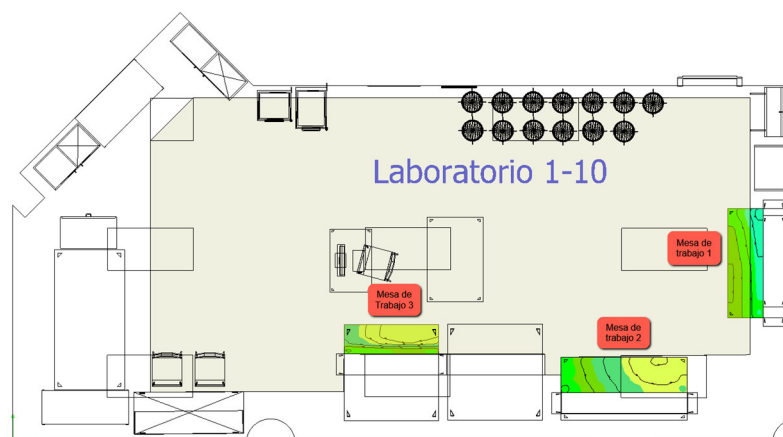 Laboratorio 1-10
Mesa de
trabajo 1
Mesa de
Trabajo 3
Mesa de
trabajo 2